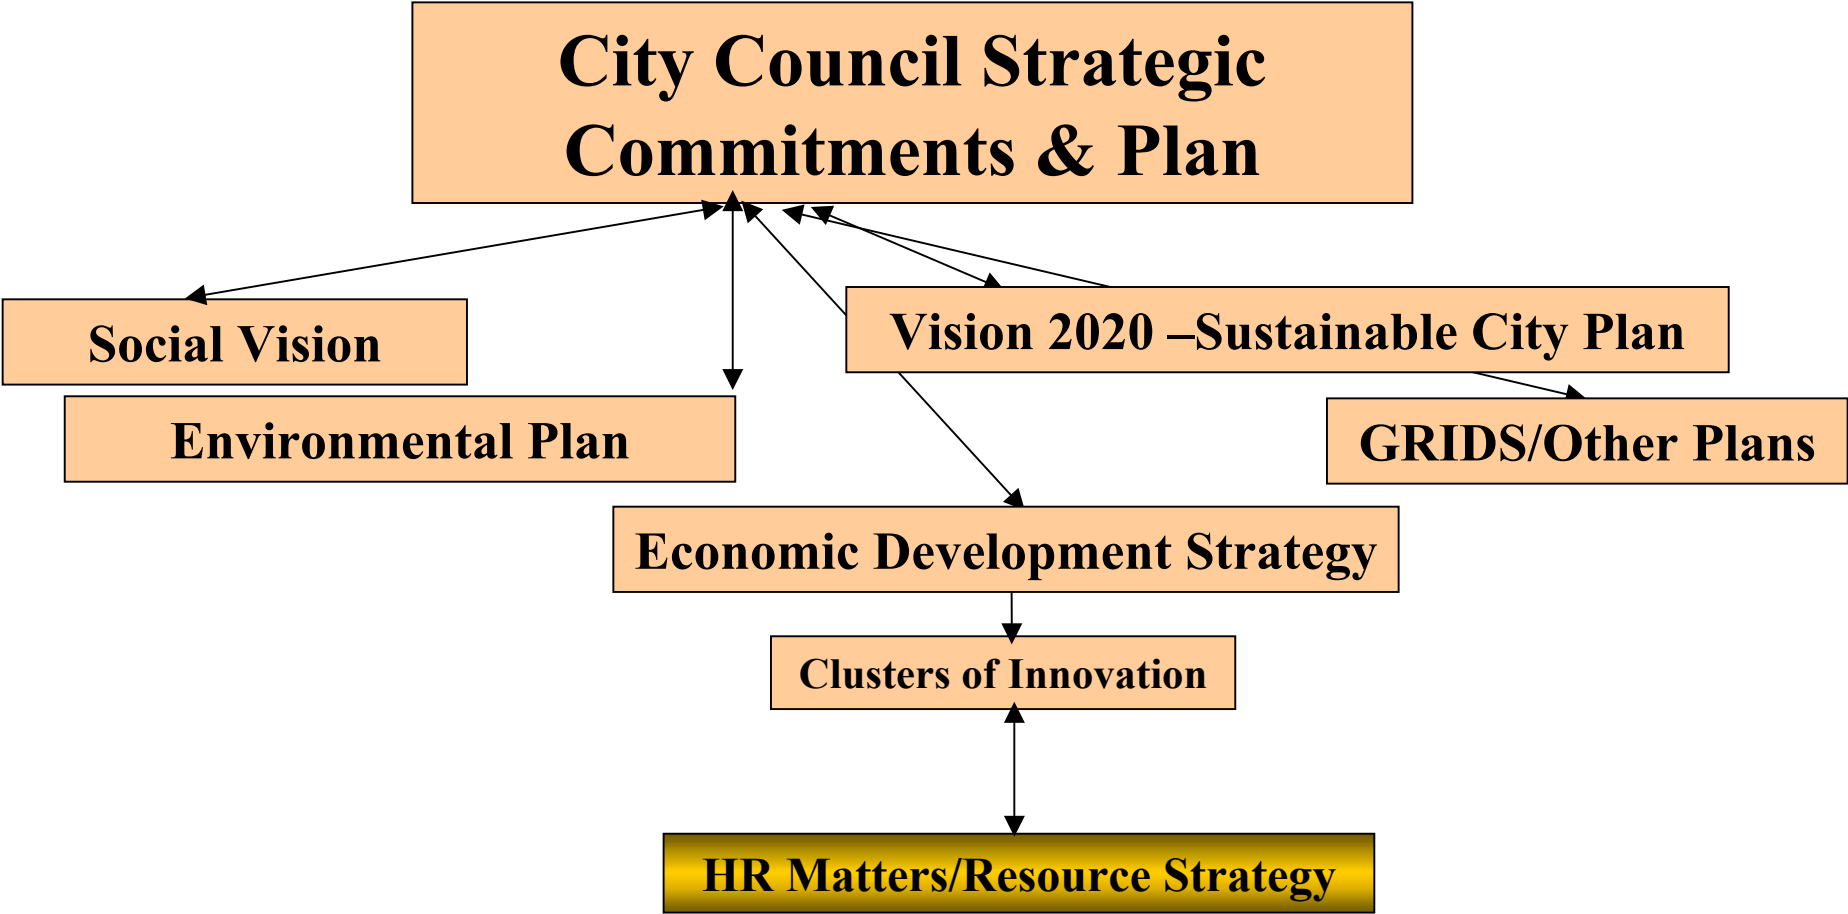 City Council Strategic
Commitments & Plan
Social Vision
Vision 2020 –Sustainable City Plan
Environmental Plan
GRIDS/Other Plans
Economic Development Strategy
Clusters of Innovation
HR Matters/Resource Strategy